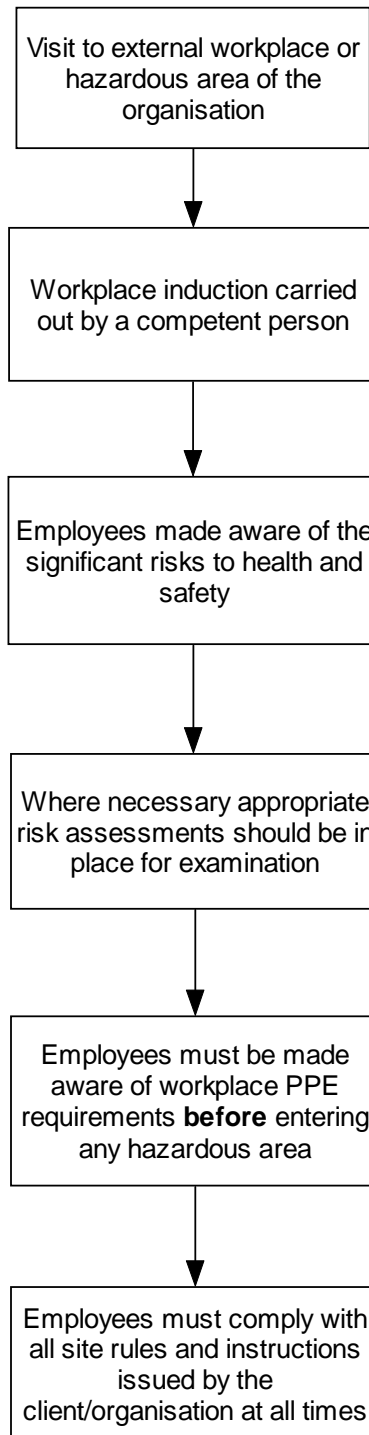 Visit to external workplace or
hazardous area of the
organisation
Workplace induction carried
out by a competent person
Employees made aware of the
significant risks to health and
safety
Where necessary appropriate
risk assessments should be in
place for examination
Employees must be made
aware of workplace PPE
requirements before entering
any hazardous area
Employees must comply with
all site rules and instructions
issued by the
client/organisation at all times